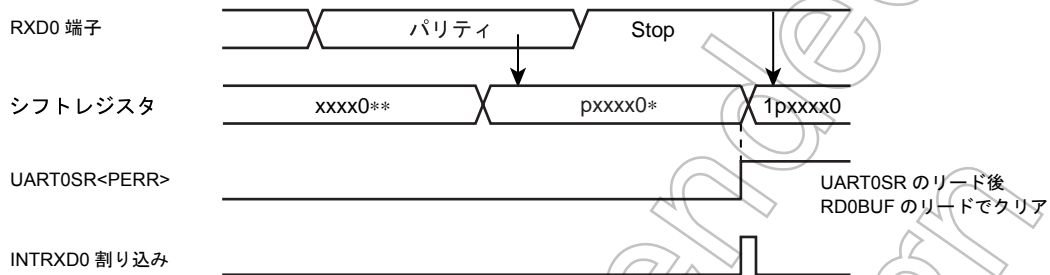 RXD0 端子
パリティ
Stop
シフトレジスタ
xxxx0**
pxxxx0*
1pxxxx0
UART0SR<PERR>
UART0SR のリード後
RD0BUF のリードでクリア
INTRXD0 割り込み